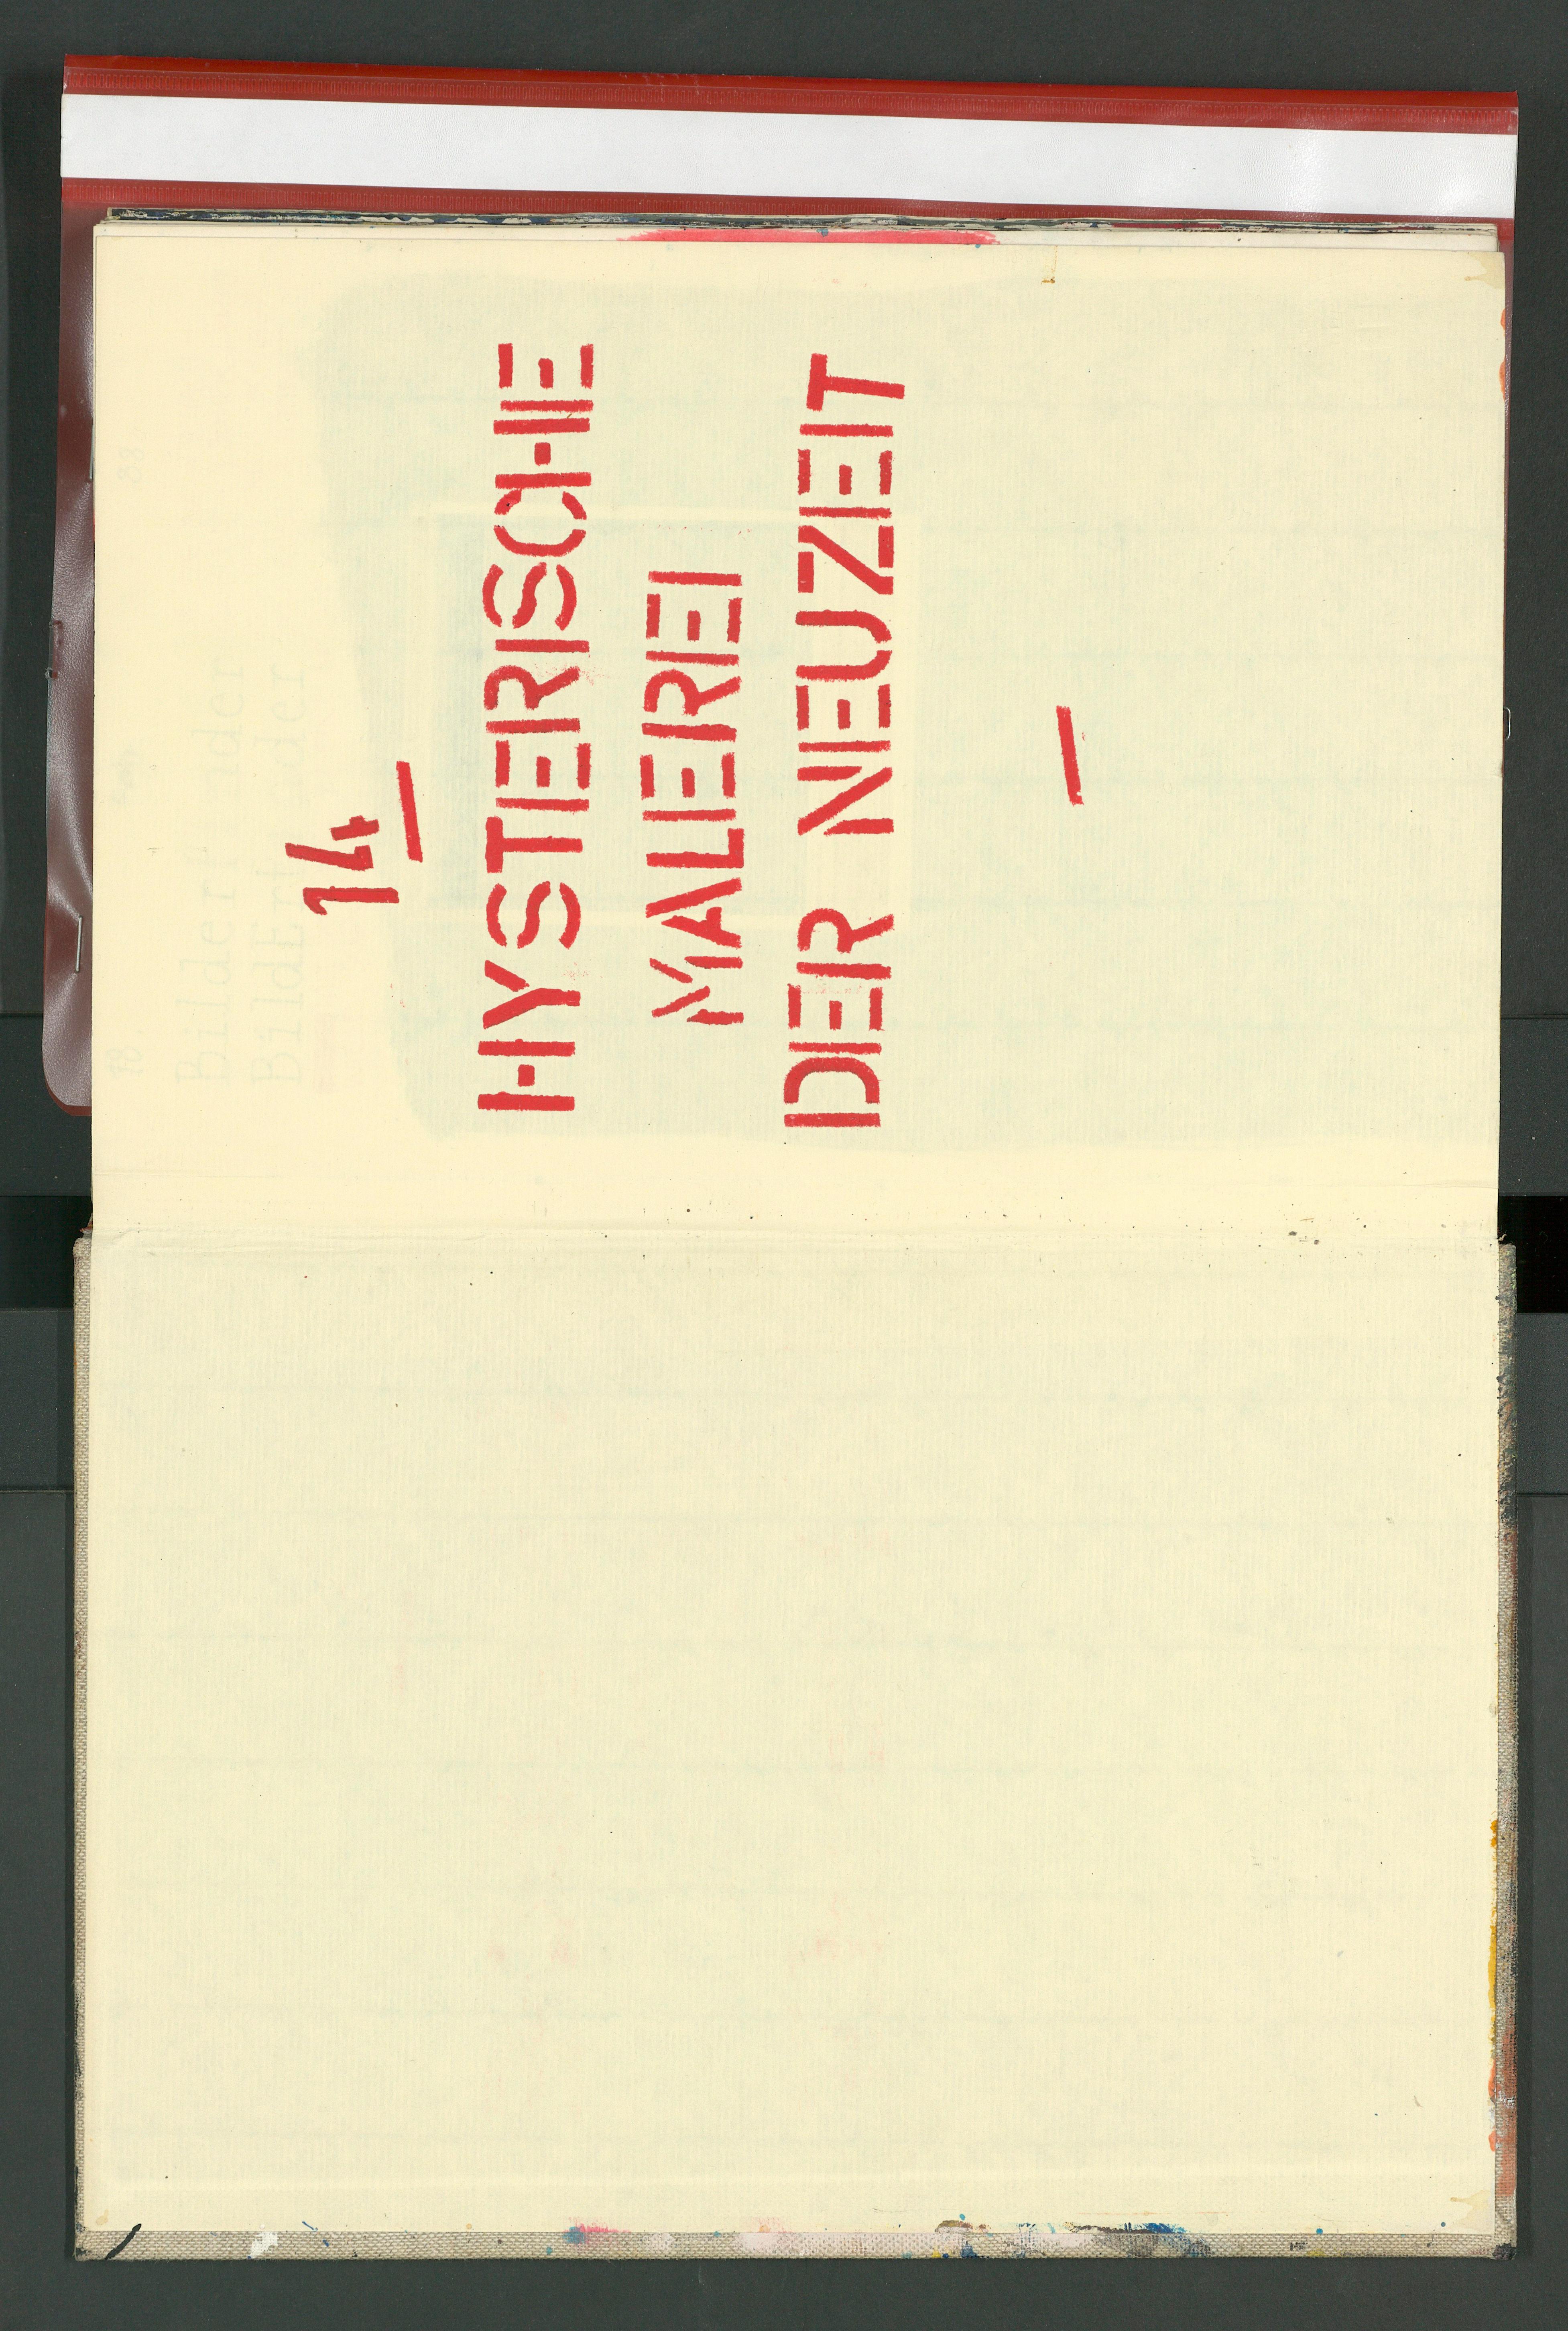 14
—
HYSTERISCHE
MALEREI
DER NEUZEIT
—